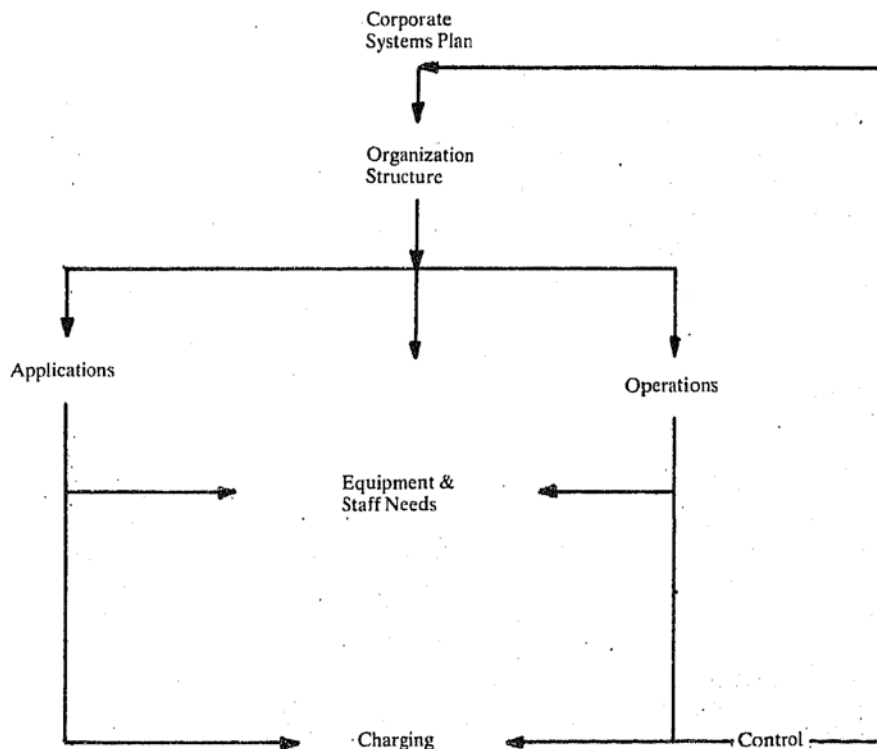 Corporate
Systems Plan
Organization
Structure
Applications
Operations
Equipment &
Staff Needs
Charging
Control